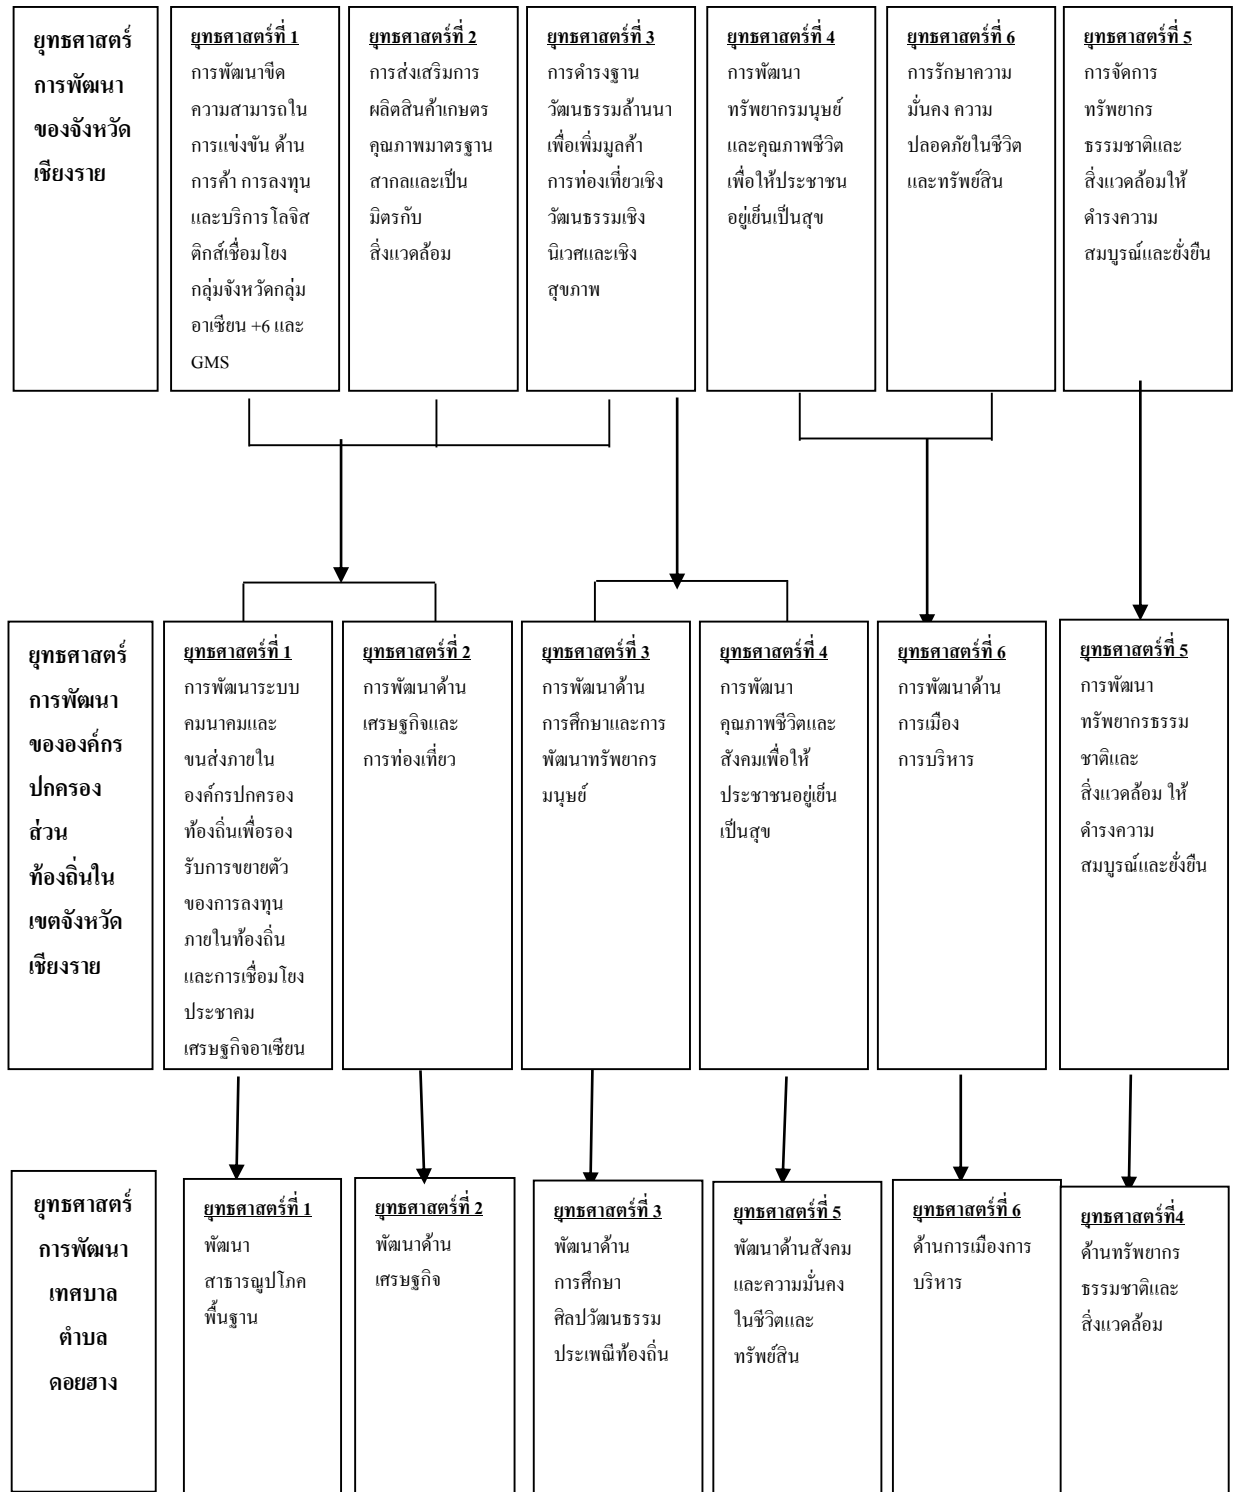 ยุทธศาสตร์
การพัฒนา
ของจังหวัด
เชียงราย
ยุทธศาสตร์ที่ 1
การพัฒนาขีด
ความสามารถใน
การแข่งขัน ด้าน
การค้า การลงทุน
และบริการโลจิส
ติกส์เชื่อมโยง
กลุ่มจังหวัดกลุ่ม
อาเซียน +6 และ
GMS
ยุทธศาสตร์ที่ 2
การส่งเสริมการ
ผลิตสินค้าเกษตร
คุณภาพมาตรฐาน
สากลและเป็น
มิตรกับ
สิ่งแวดล้อม
ยุทธศาสตร์ที่ 3
การดำรงฐาน
วัฒนธรรมล้านนา
เพื่อเพิ่มมูลค้า
การท่องเที่ยวเชิง
วัฒนธรรมเชิง
นิเวศและเชิง
สุขภาพ
ยุทธศาสตร์ที่ 4
การพัฒนา
ทรัพยากรมนุษย์
และคุณภาพชีวิต
เพื่อให้ประชาชน
อยู่เย็นเป็นสุข
ยุทธศาสตร์ที่ 6
การรักษาความ
มั่นคง ความ
ปลอดภัยในชีวิต
และทรัพย์สิน
ยุทธศาสตร์ที่ 5
การจัดการ
ทรัพยากร
ธรรมชาติและ
สิ่งแวดล้อมให้
ดำรงความ
สมบูรณ์และยั่งยืน
ยุทธศาสตร์
การพัฒนา
ขององค์กร
ปกครอง
ส่วน
ท้องถิ่นใน
เขตจังหวัด
เชียงราย
ยุทธศาสตร์ที่ 1
การพัฒนาระบบ
คมนาคมและ
ขนส่งภายใน
องค์กรปกครอง
ท้องถิ่นเพื่อรอง
รับการขยายตัว
ของการลงทุน
ภายในท้องถิ่น
และการเชื่อมโยง
ประชาคม
เศรษฐกิจอาเซียน
ยุทธศาสตร์ที่ 2
การพัฒนาด้าน
เศรษฐกิจและ
การท่องเที่ยว
ยุทธศาสตร์ที่ 3
การพัฒนาด้าน
การศึกษาและการ
พัฒนาทรัพยากร
มนุษย์
ยุทธศาสตร์ที่ 4
การพัฒนา
คุณภาพชีวิตและ
สังคมเพื่อให้
ประชาชนอยู่เย็น
เป็นสุข
ยุทธศาสตร์ที่ 6
การพัฒนาด้าน
การเมือง
การบริหาร
ยุทธศาสตร์ที่ 5
การพัฒนา
ทรัพยากรธรรม
ชาติและ
สิ่งแวดล้อม ให้
ดำรงความ
สมบูรณ์และยั่งยืน
ยุทธศาสตร์
การพัฒนา
เทศบาล
ตำบล
ดอยฮาง
ยุทธศาสตร์ที่ 1
พัฒนา
สาธารณูปโภค
พื้นฐาน
ยุทธศาสตร์ที่ 2
พัฒนาด้าน
เศรษฐกิจ
ยุทธศาสตร์ที่ 3
พัฒนาด้าน
การศึกษา
ศิลปวัฒนธรรม
ประเพณีท้องถิ่น
ยุทธศาสตร์ที่ 5
พัฒนาด้านสังคม
และความมั่นคง
ในชีวิตและ
ทรัพย์สิน
ยุทธศาสตร์ที่ 6
ด้านการเมืองการ
บริหาร
ยุทธศาสตร์ที่4
ด้านทรัพยากร
ธรรมชาติและ
สิ่งแวดล้อม